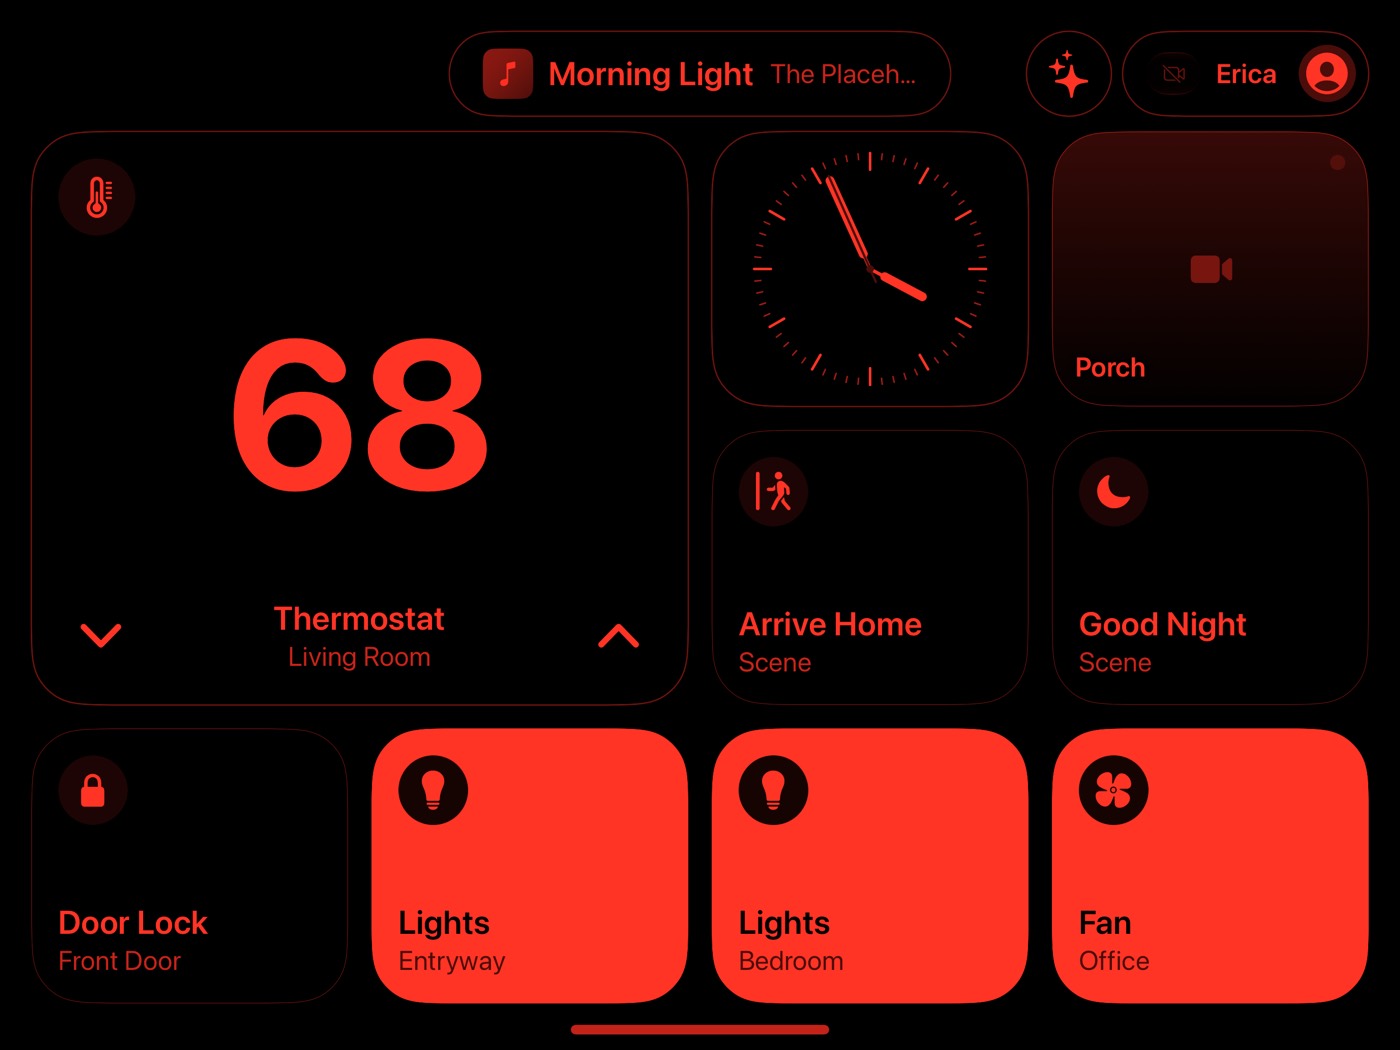 Morning Light The Placeh...
Erica
68
Thermostat
Living Room
Porch
Arrive Home
Scene
Good Night
Scene
Door Lock
Front Door
Lights
Entryway
Lights
Bedroom
Fan
Office